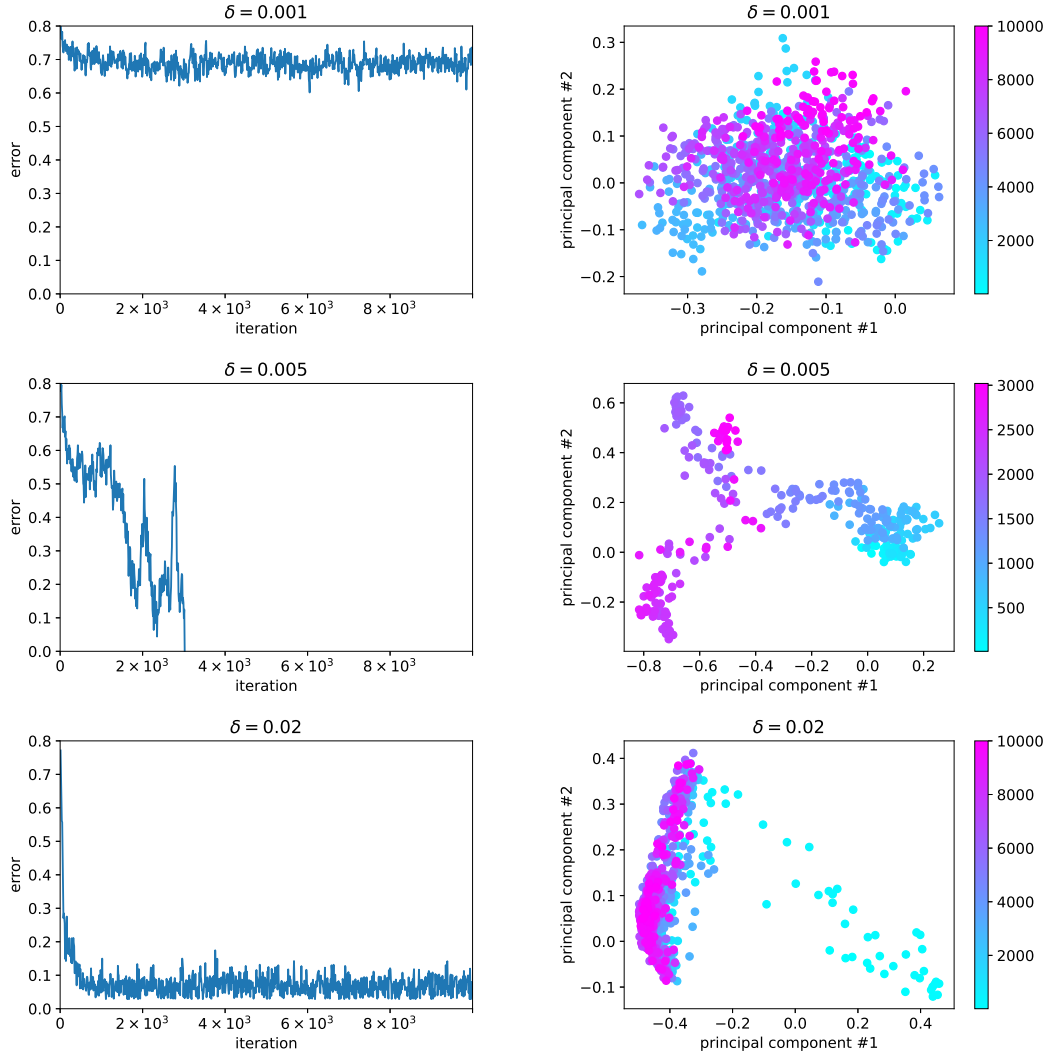 δ = 0.001
0.8
0.7
0.6
0.5
0.4
0.3
0.2
0.1
0.0
error
0
2 × 10³
4 × 10³
6 × 10³
8 × 10³
iteration
δ = 0.001
0.3
0.2
0.1
0.0
−0.1
−0.2
principal component #2
−0.3
−0.2
−0.1
0.0
principal component #1
10000
8000
6000
4000
2000
δ = 0.005
0.8
0.7
0.6
0.5
0.4
0.3
0.2
0.1
0.0
error
0
2 × 10³
4 × 10³
6 × 10³
8 × 10³
iteration
δ = 0.005
0.6
0.4
0.2
0.0
−0.2
principal component #2
−0.8
−0.6
−0.4
−0.2
0.0
0.2
principal component #1
3000
2500
2000
1500
1000
500
δ = 0.02
0.8
0.7
0.6
0.5
0.4
0.3
0.2
0.1
0.0
error
0
2 × 10³
4 × 10³
6 × 10³
8 × 10³
iteration
δ = 0.02
0.4
0.3
0.2
0.1
0.0
−0.1
principal component #2
−0.4
−0.2
0.0
0.2
0.4
principal component #1
10000
8000
6000
4000
2000